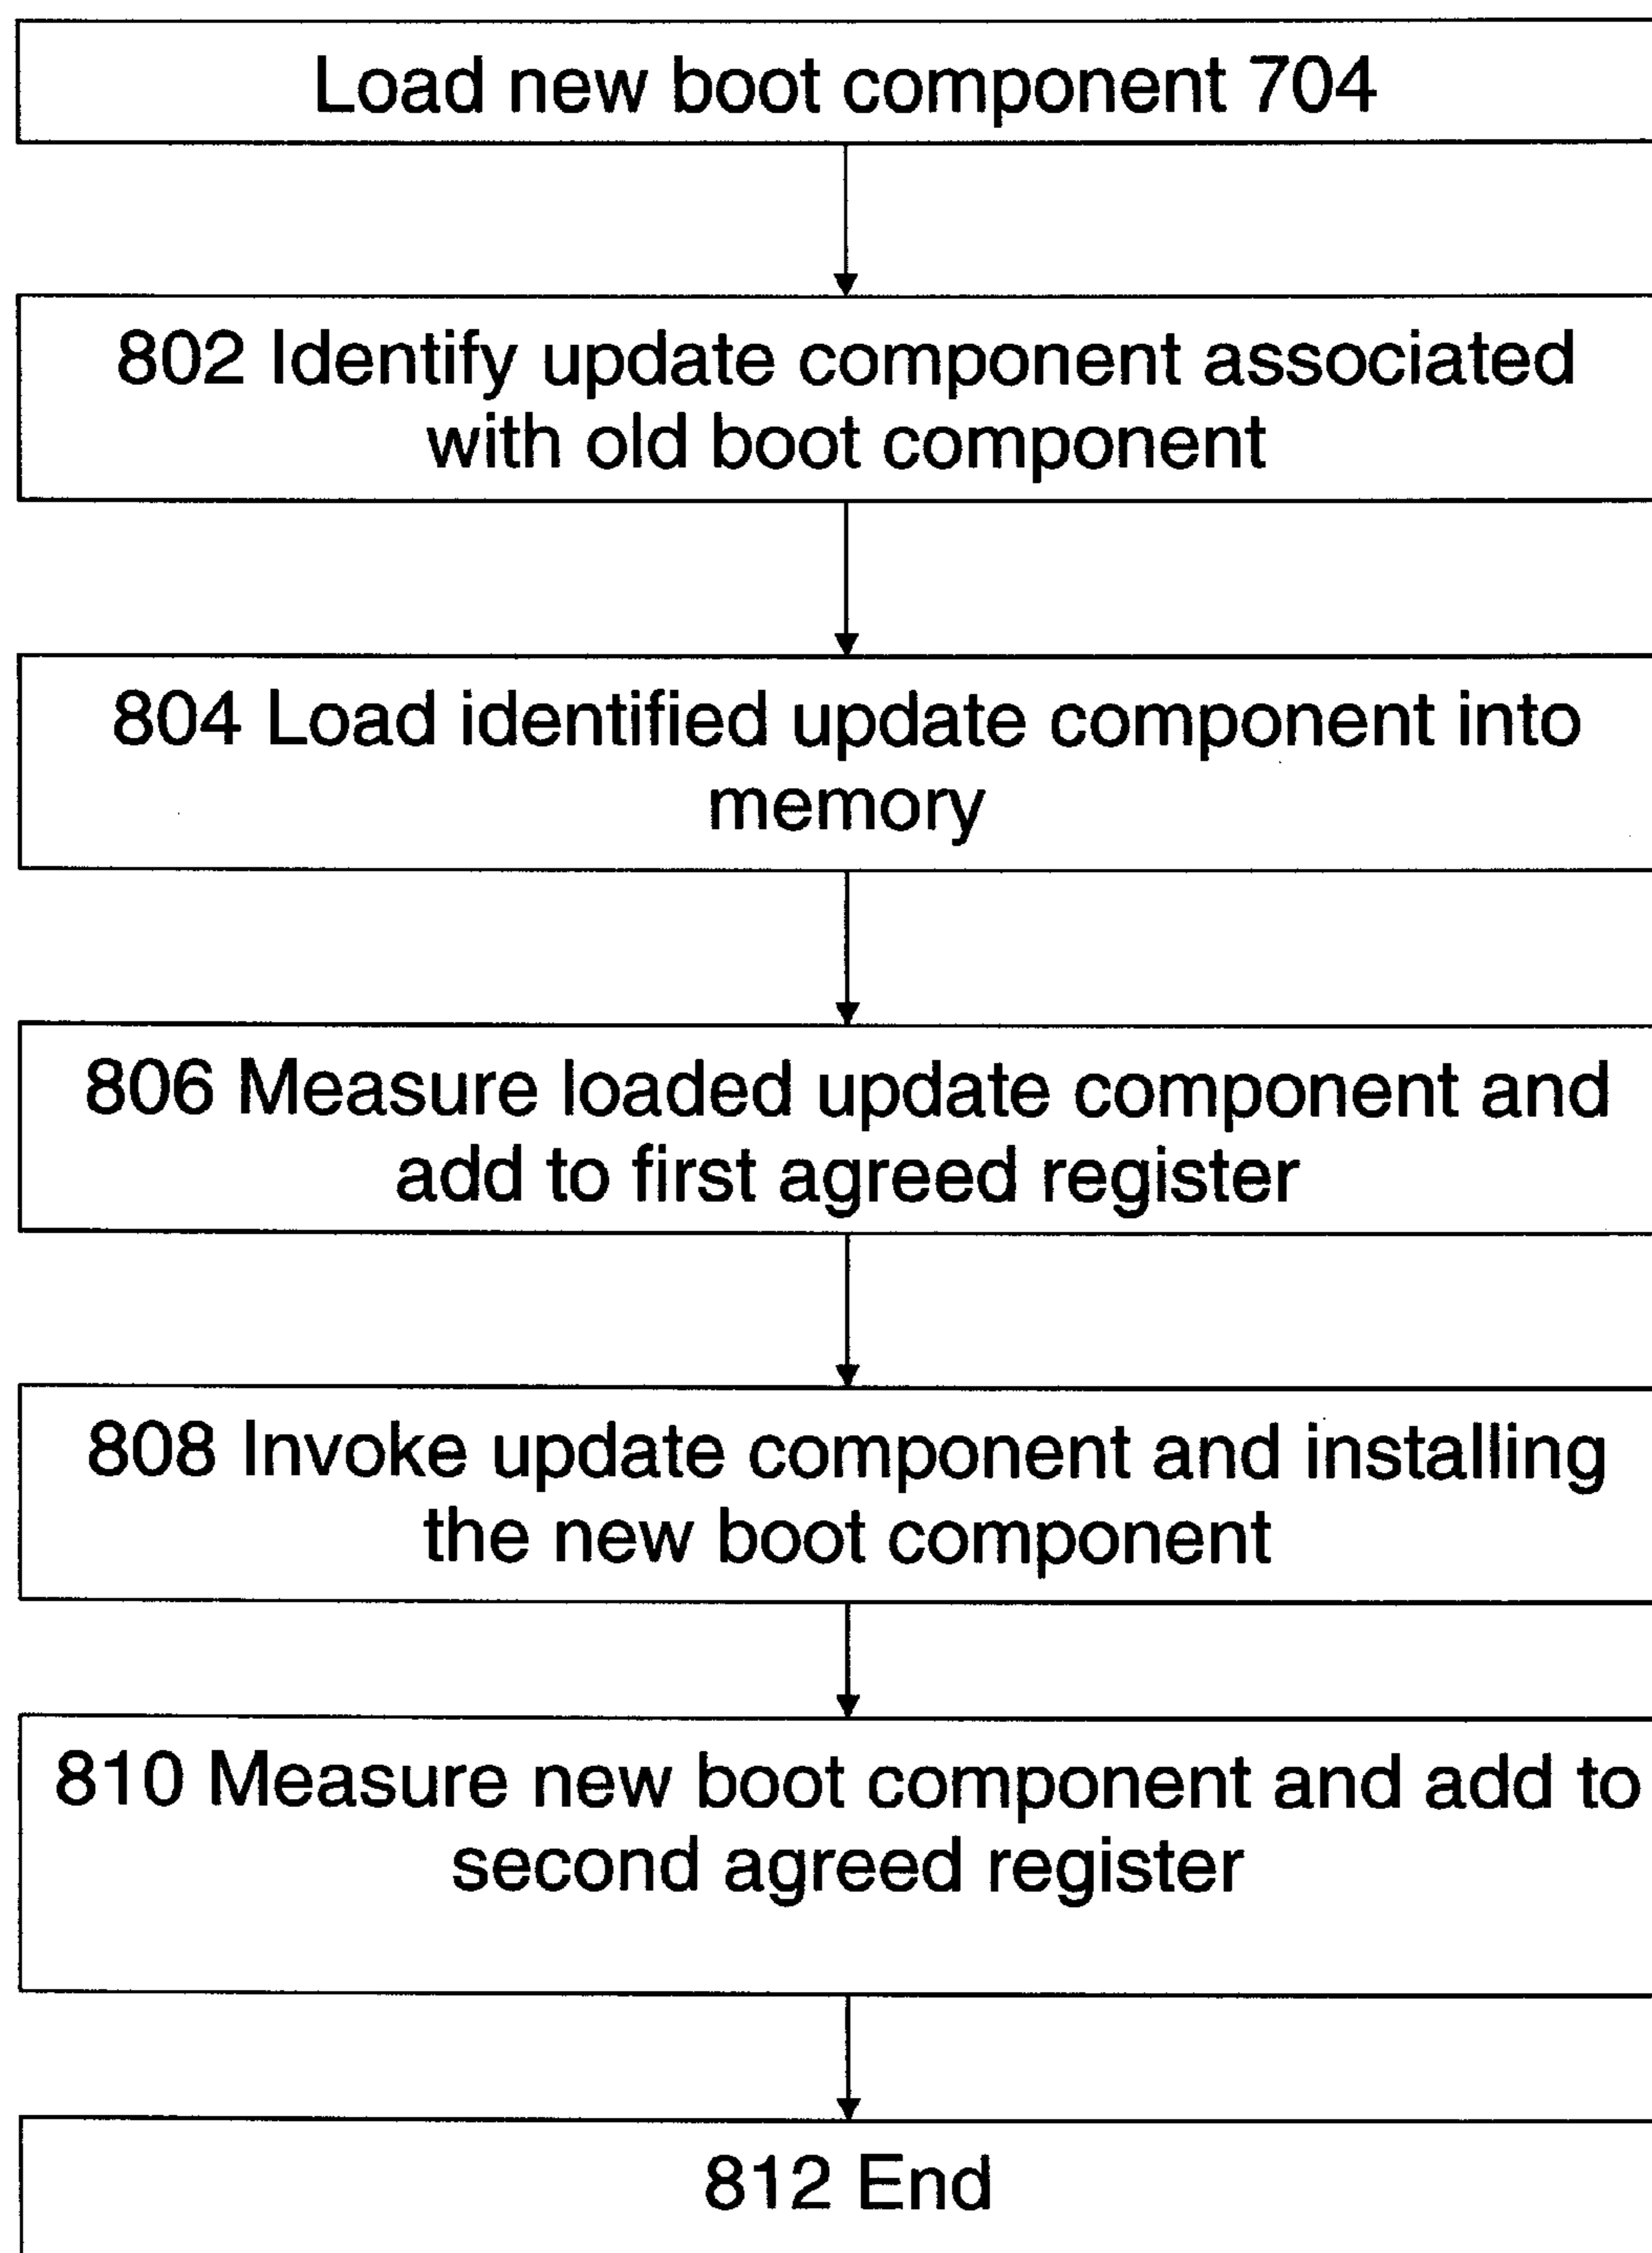 Load new boot component 704
802 Identify update component associated
with old boot component
804 Load identified update component into
memory
806 Measure loaded update component and
add to first agreed register
808 Invoke update component and installing
the new boot component
810 Measure new boot component and add to
second agreed register
812 End